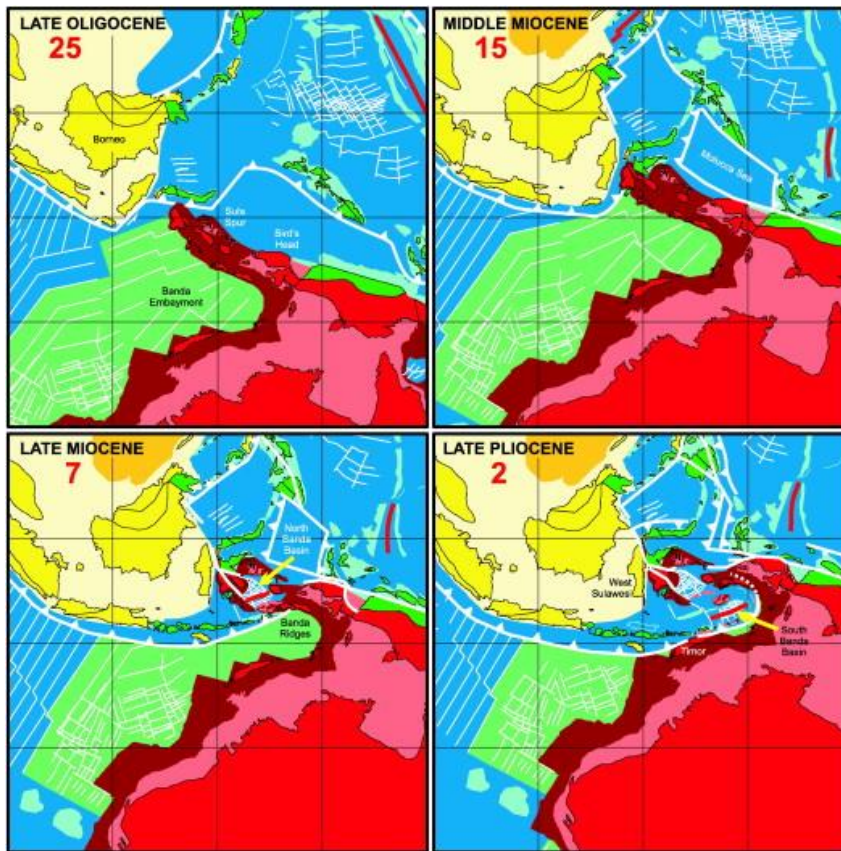 LATE OLIGOCENE
25
Borneo
Sula
Spur
Bird's
Head
Banda
Embayment
MIDDLE MIOCENE
15
Molucca Sea
LATE MIOCENE
7
North
Banda
Basin
Banda
Ridges
LATE PLIOCENE
2
West
Sulawesi
Timor
South
Banda
Basin